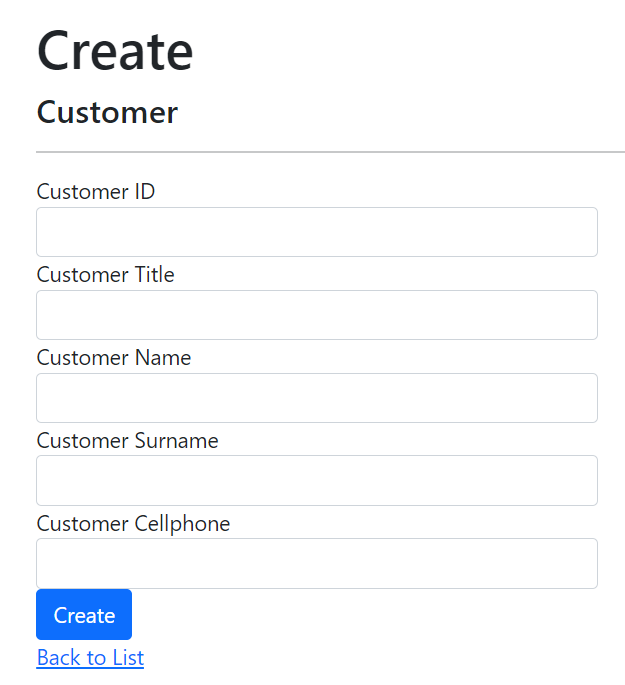 Create
Customer
Customer ID
Customer Title
Customer Name
Customer Surname
Customer Cellphone
Create
Back to List